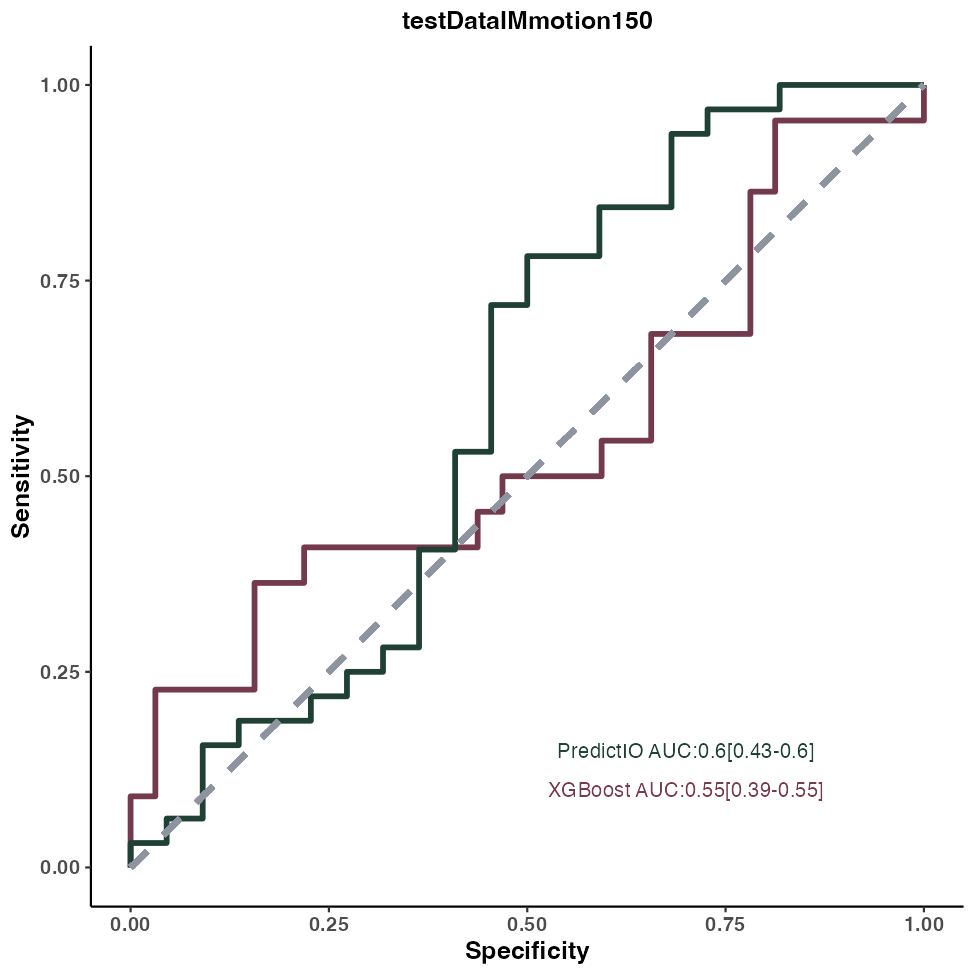 testDataIMmotion150
1.00
0.75
0.50
0.25
0.00
Sensitivity
PredictIO AUC:0.6[0.43-0.6]
XGBoost AUC:0.55[0.39-0.55]
0.00 0.25 0.50 0.75 1.00
Specificity